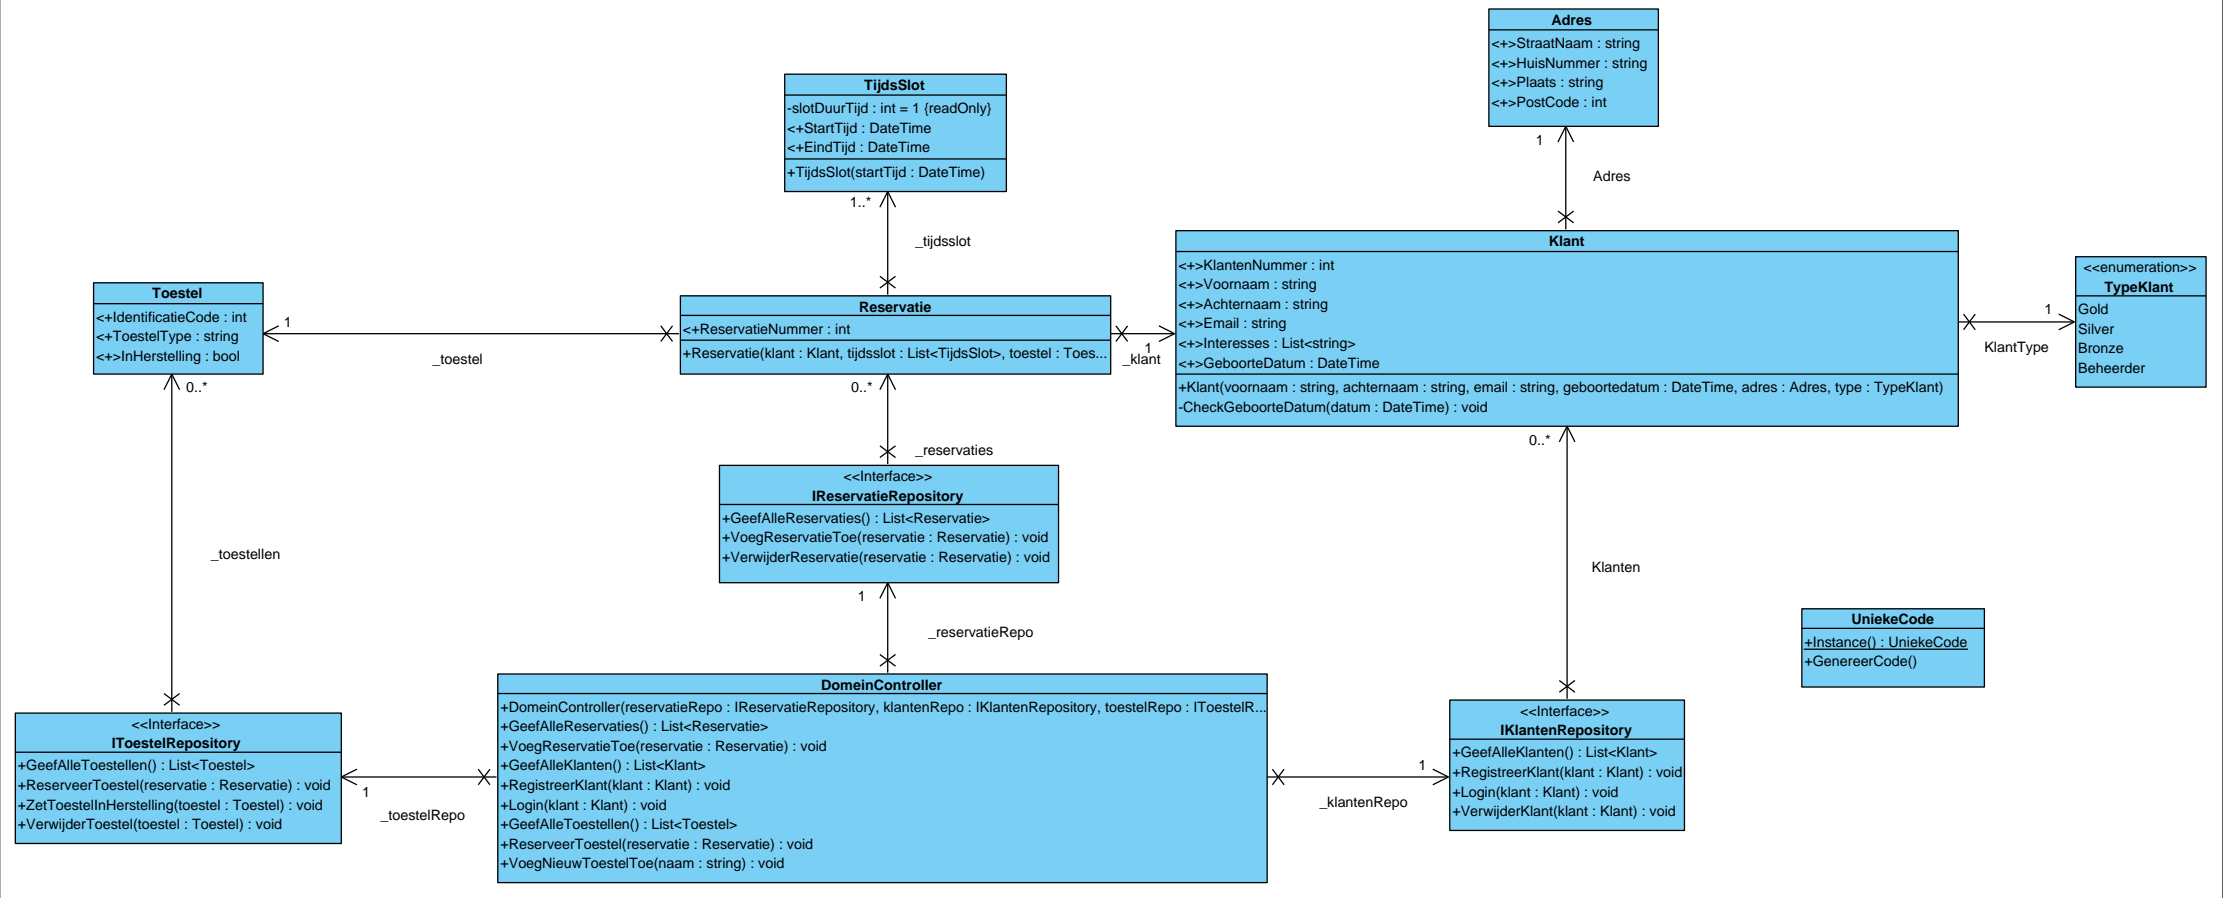 Adres
<+>StraatNaam : string
<+>HuisNummer : string
<+>Plaats : string
<+>PostCode : int
1
Adres
TijdsSlot
-slotDuurTijd : int = 1 {readOnly}
<+StartTijd : DateTime
<+EindTijd : DateTime
+TijdsSlot(startTijd : DateTime)
1..*
_tijdsslot
Klant
<+>KlantenNummer : int
<+>Voornaam : string
<+>Achternaam : string
<+>Email : string
<+>Interesses : List<string>
<+>GeboorteDatum : DateTime
+Klant(voornaam : string, achternaam : string, email : string, geboortedatum : DateTime, adres : Adres, type : TypeKlant)
-CheckGeboorteDatum(datum : DateTime) : void
1
KlantType
<<enumeration>>
TypeKlant
Gold
Silver
Bronze
Beheerder
Toestel
<+IdentificatieCode : int
<+ToestelType : string
<+>InHerstelling : bool
1
_toestel
Reservatie
<+ReservatieNummer : int
+Reservatie(klant : Klant, tijdsslot : List<TijdsSlot>, toestel : Toes...
1
_klant
0..*
0..*
_reservaties
0..*
<<Interface>>
IReservatieRepository
+GeefAlleReservaties() : List<Reservatie>
+VoegReservatieToe(reservatie : Reservatie) : void
+VerwijderReservatie(reservatie : Reservatie) : void
_toestellen
Klanten
1
_reservatieRepo
UniekeCode
+Instance() : UniekeCode
+GenereerCode()
<<Interface>>
IToestelRepository
+GeefAlleToestellen() : List<Toestel>
+ReserveerToestel(reservatie : Reservatie) : void
+ZetToestelInHerstelling(toestel : Toestel) : void
+VerwijderToestel(toestel : Toestel) : void
1
_toestelRepo
DomeinController
+DomeinController(reservatieRepo : IReservatieRepository, klantenRepo : IKlantenRepository, toestelRepo : IToestelR...
+GeefAlleReservaties() : List<Reservatie>
+VoegReservatieToe(reservatie : Reservatie) : void
+GeefAlleKlanten() : List<Klant>
+RegistreerKlant(klant : Klant) : void
+Login(klant : Klant) : void
+GeefAlleToestellen() : List<Toestel>
+ReserveerToestel(reservatie : Reservatie) : void
+VoegNieuwToestelToe(naam : string) : void
1
_klantenRepo
<<Interface>>
IKlantenRepository
+GeefAlleKlanten() : List<Klant>
+RegistreerKlant(klant : Klant) : void
+Login(klant : Klant) : void
+VerwijderKlant(klant : Klant) : void